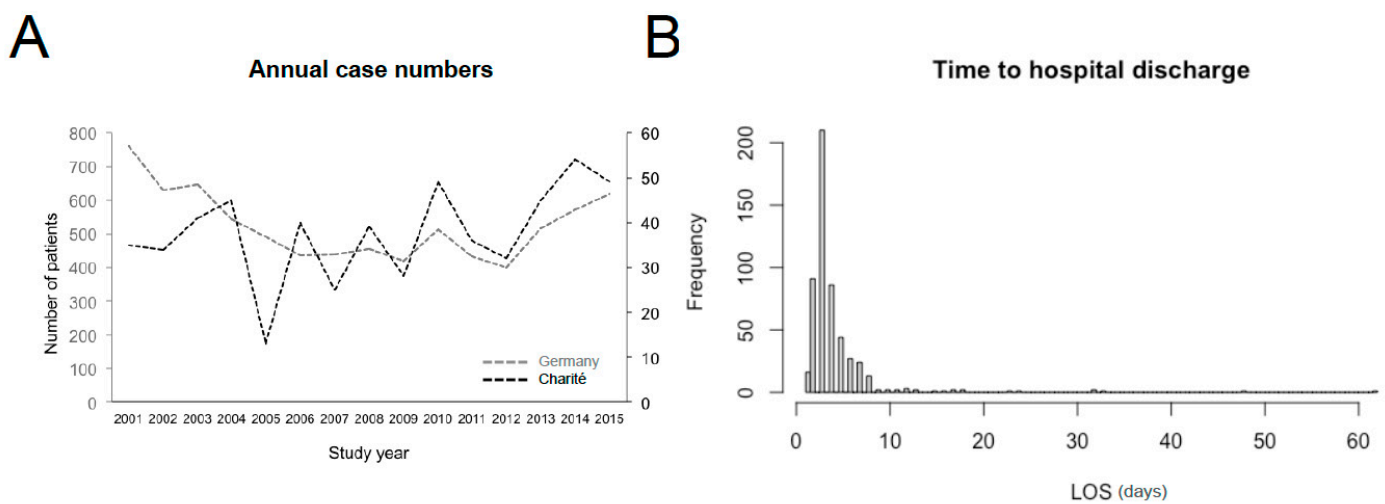 A
Annual case numbers
800
700
600
500
400
300
200
100
0
Number of patients
60
50
40
30
20
10
0
Germany
Charité
2001 2002 2003 2004 2005 2006 2007 2008 2009 2010 2011 2012 2013 2014 2015
Study year
B
Time to hospital discharge
200
150
100
50
0
Frequency
0 10 20 30 40 50 60
LOS (days)